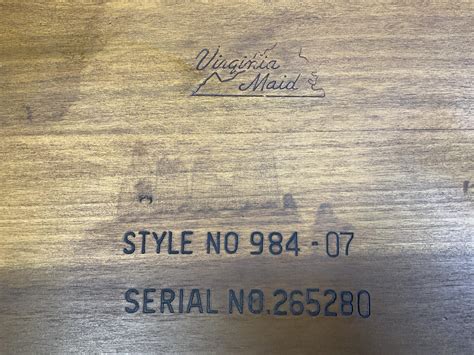 Virginia
Maid
STYLE NO 984 - 07
SERIAL NO. 265280